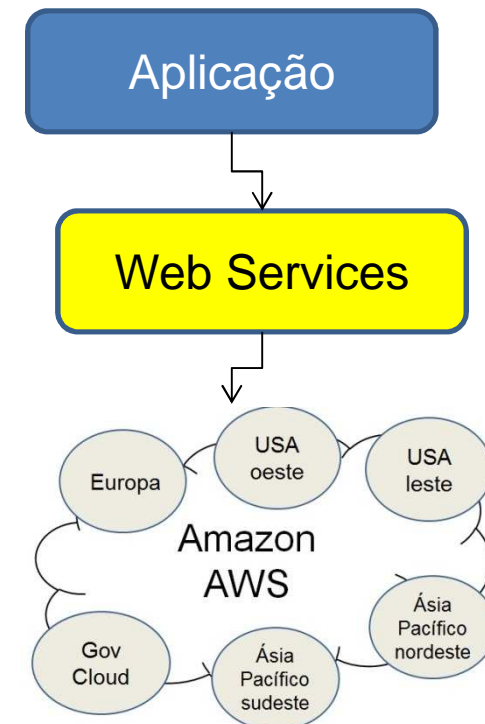 Aplicação
Web Services
USA
oeste
USA
leste
Europa
Amazon
AWS
Ásia
Pacífico
nordeste
Gov
Cloud
Ásia
Pacífico
sudeste